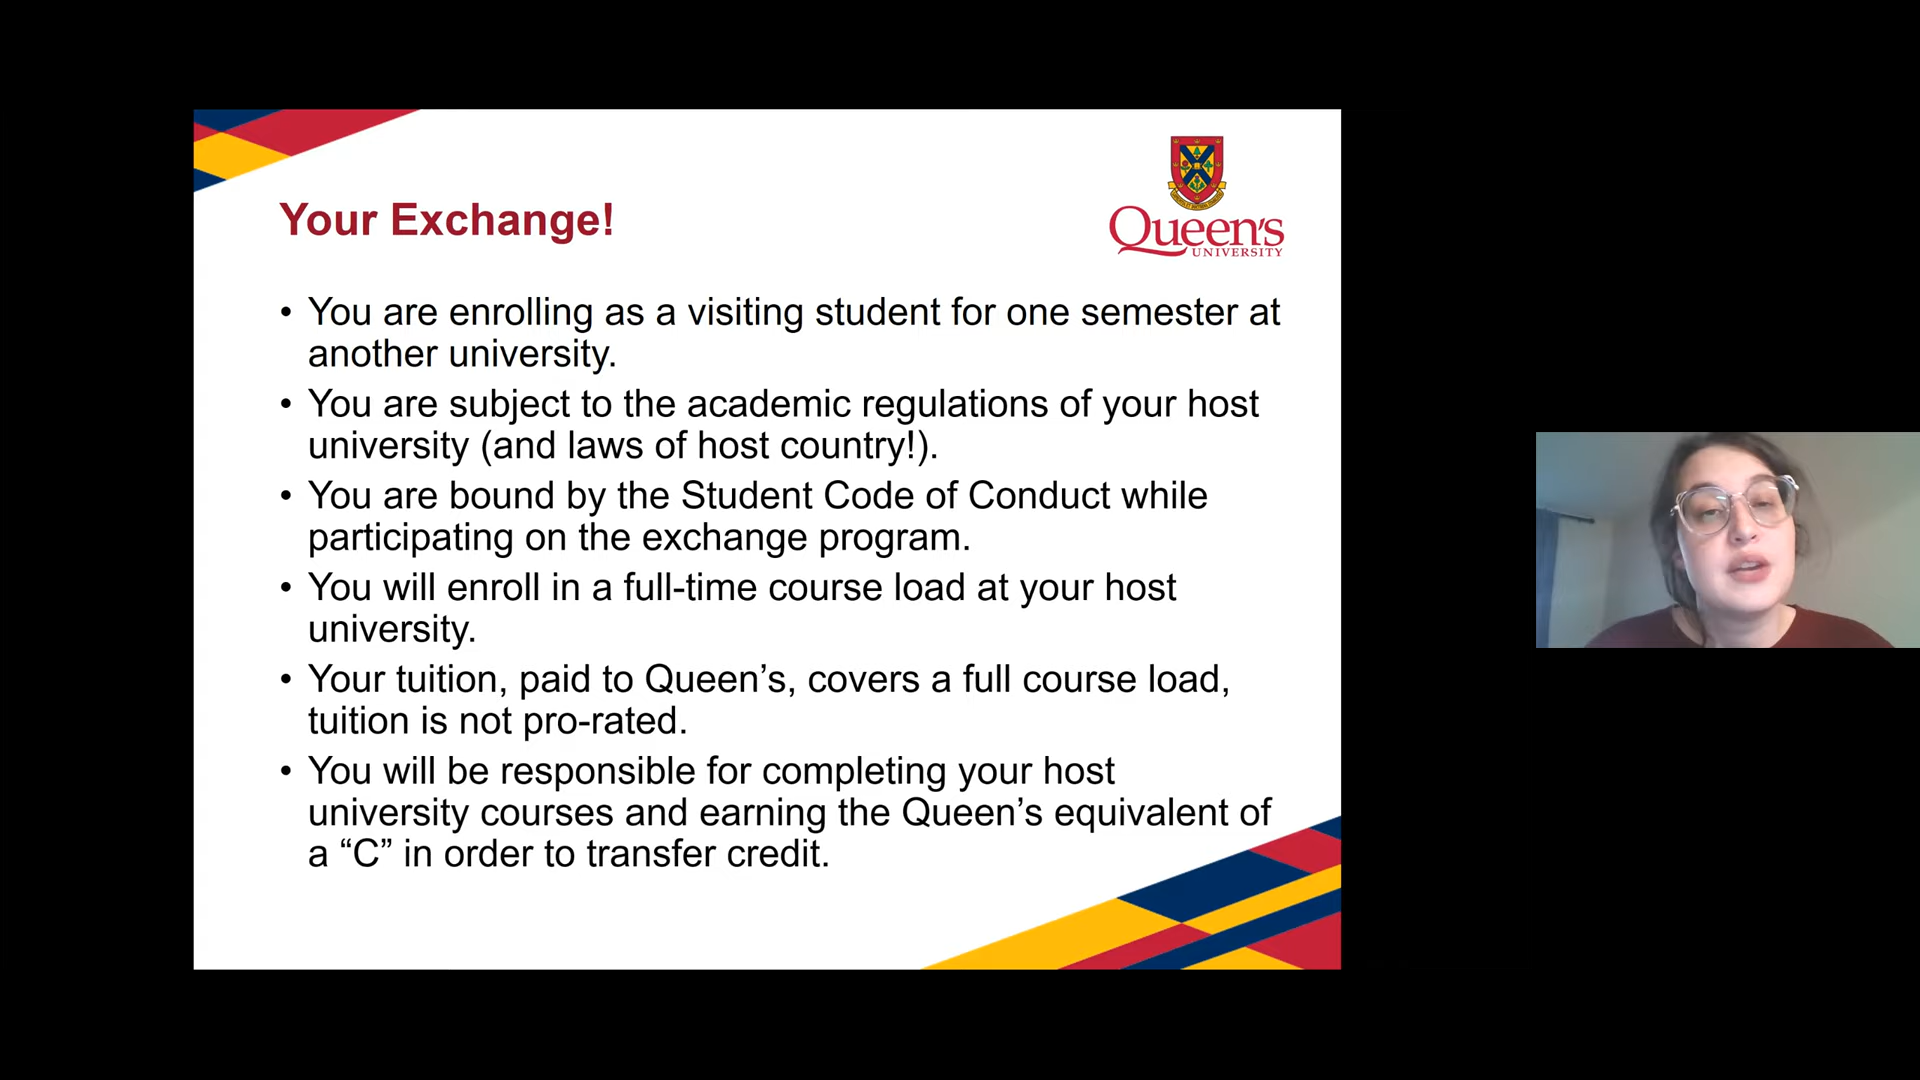 Queen's
UNIVERSITY
Your Exchange!
• You are enrolling as a visiting student for one semester at
another university.
• You are subject to the academic regulations of your host
university (and laws of host country!).
• You are bound by the Student Code of Conduct while
participating on the exchange program.
• You will enroll in a full-time course load at your host
university.
• Your tuition, paid to Queen’s, covers a full course load,
tuition is not pro-rated.
• You will be responsible for completing your host
university courses and earning the Queen’s equivalent of
a “C” in order to transfer credit.